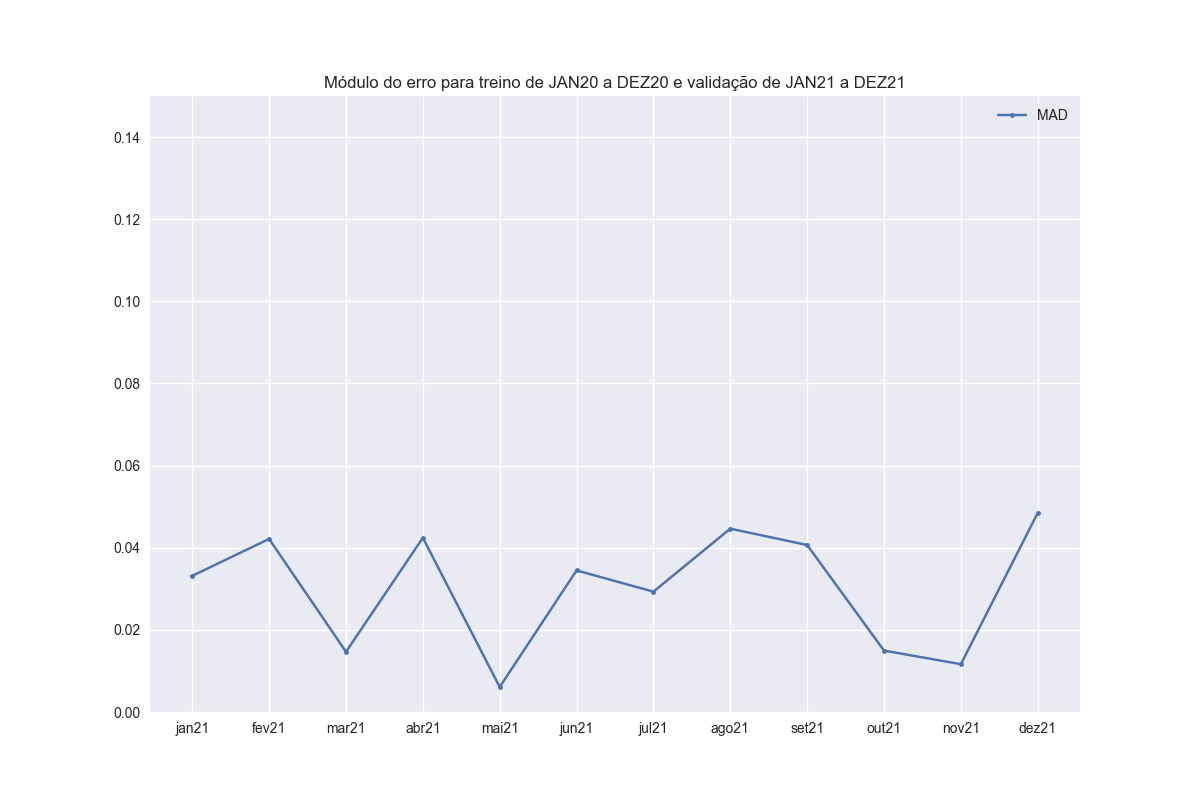 Módulo do erro para treino de JAN20 a DEZ20 e validação de JAN21 a DEZ21
MAD
0.14
0.12
0.10
0.08
0.06
0.04
0.02
0.00
jan21 fev21 mar21 abr21 mai21 jun21 jul21 ago21 set21 out21 nov21 dez21